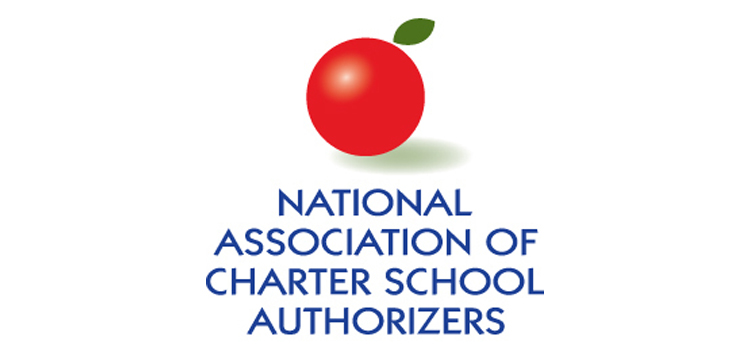 NATIONAL
ASSOCIATION OF
CHARTER SCHOOL
AUTHORIZERS